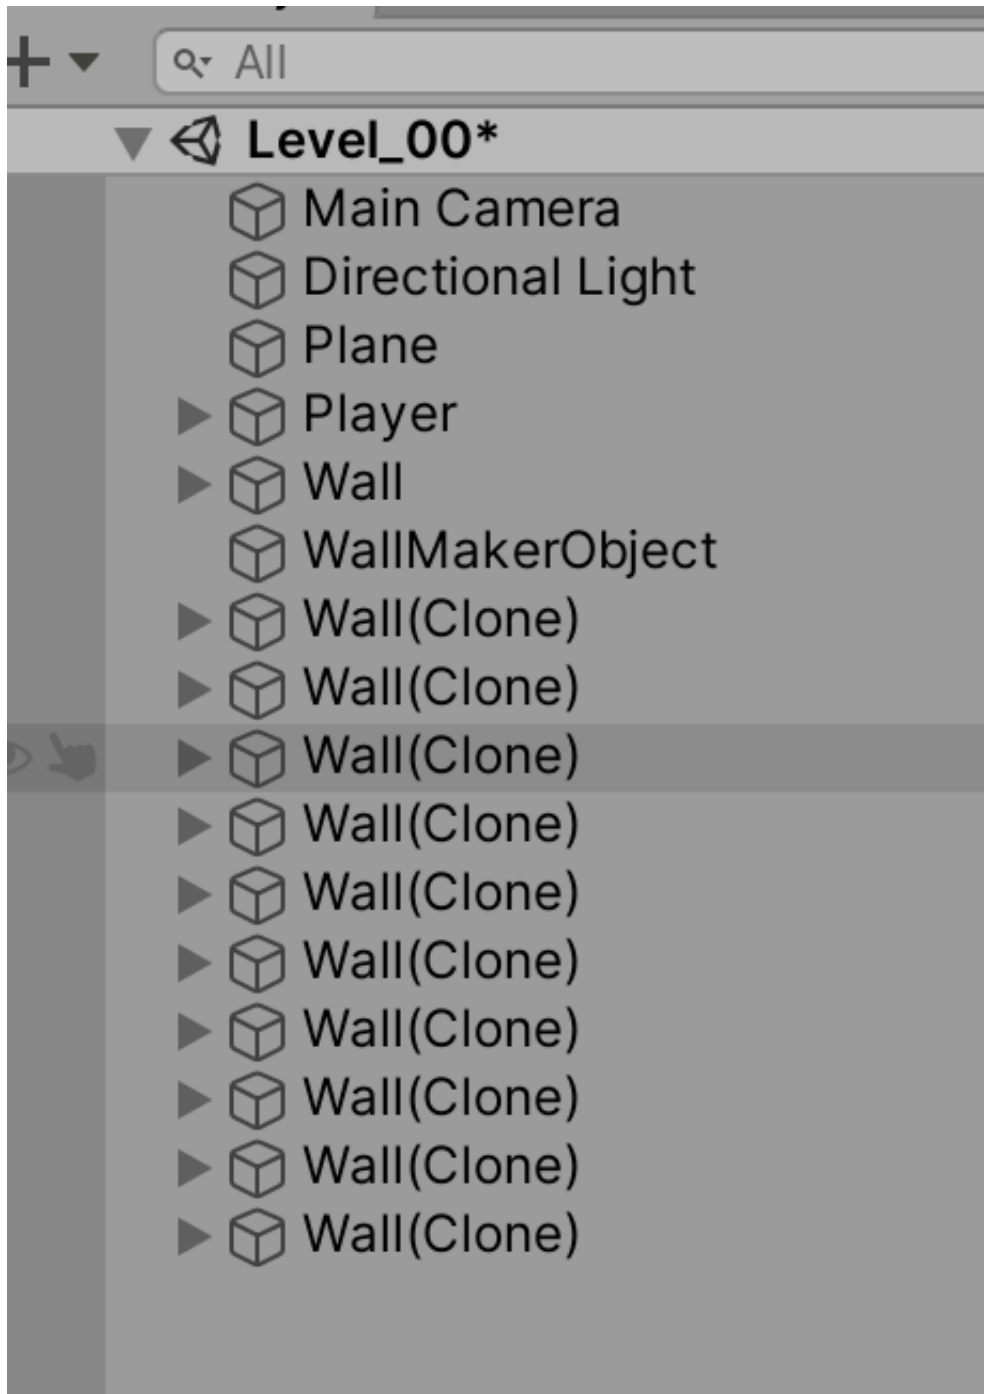 All
Level_00*
Main Camera
Directional Light
Plane
Player
Wall
WallMakerObject
Wall(Clone)
Wall(Clone)
Wall(Clone)
Wall(Clone)
Wall(Clone)
Wall(Clone)
Wall(Clone)
Wall(Clone)
Wall(Clone)
Wall(Clone)